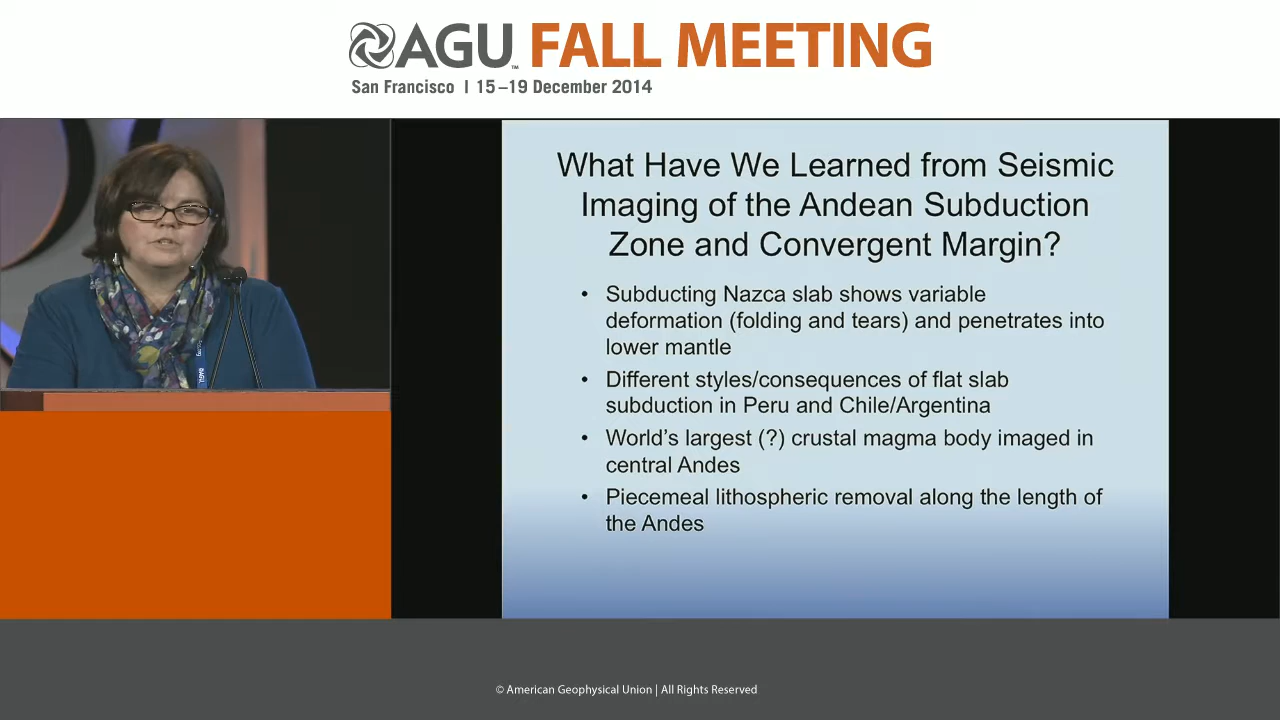 AGU™ FALL MEETING
San Francisco | 15–19 December 2014
What Have We Learned from Seismic
Imaging of the Andean Subduction
Zone and Convergent Margin?
• Subducting Nazca slab shows variable
deformation (folding and tears) and penetrates into
lower mantle
• Different styles/consequences of flat slab
subduction in Peru and Chile/Argentina
• World's largest (?) crustal magma body imaged in
central Andes
• Piecemeal lithospheric removal along the length of
the Andes
AGU
© American Geophysical Union | All Rights Reserved